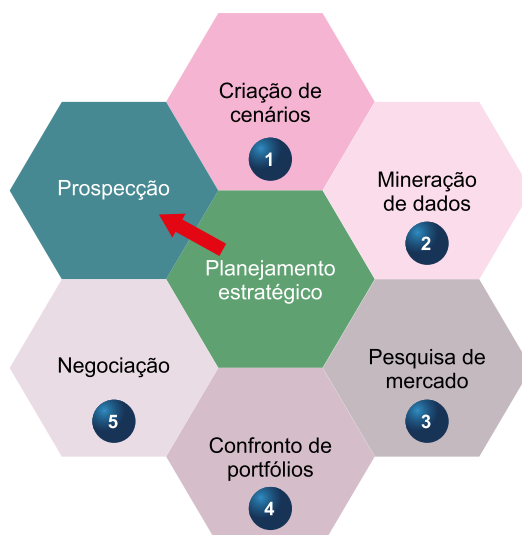 Criação de
cenários
1
Mineração
de dados
2
Prospecção
Planejamento
estratégico
Pesquisa de
mercado
3
Negociação
5
Confronto de
portfólios
4